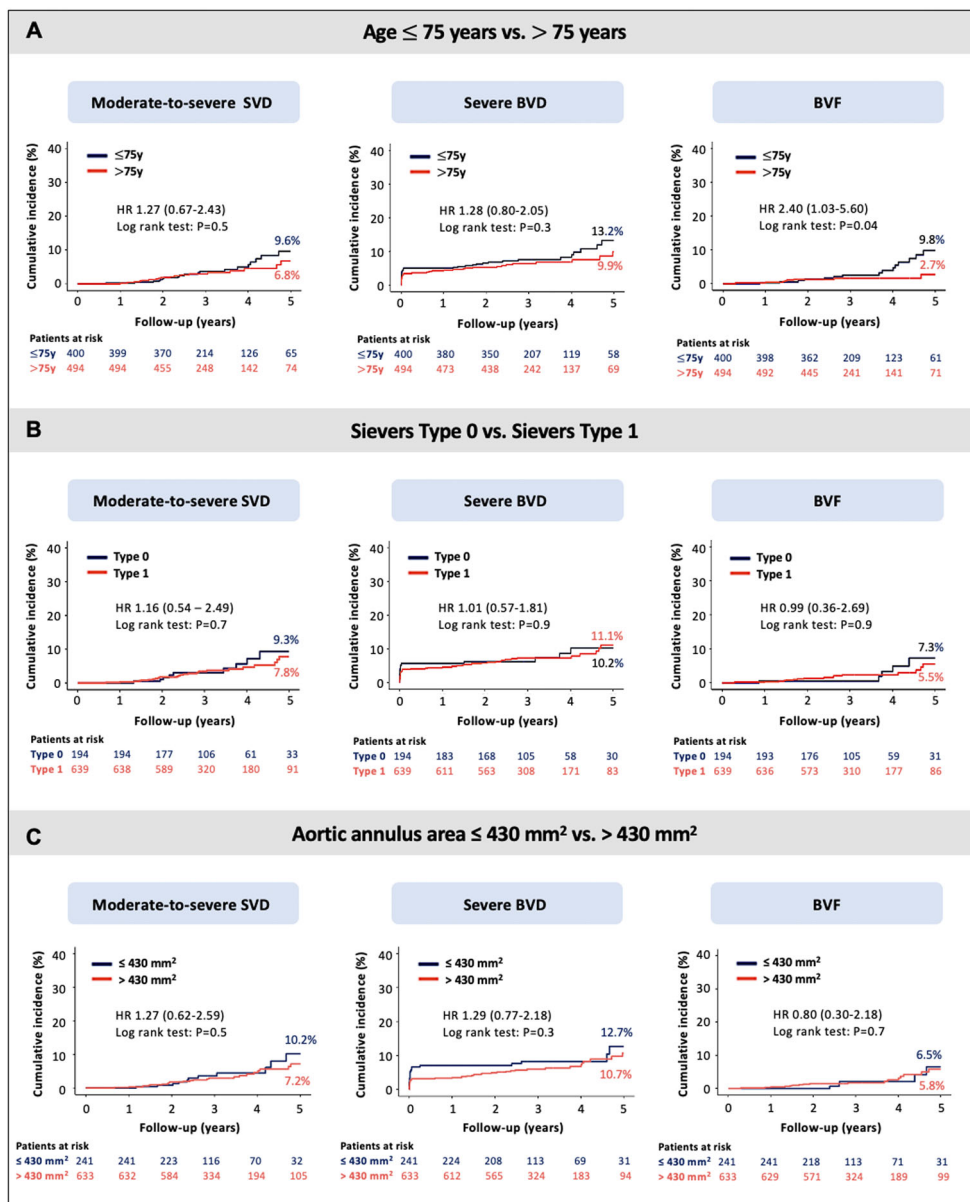 A
Age ≤ 75 years vs. > 75 years
Moderate-to-severe SVD
Cumulative incidence (%)
40
30
20
10
0
≤75y
>75y
HR 1.27 (0.67-2.43)
Log rank test: P=0.5
9.6%
6.8%
0 1 2 3 4 5
Follow-up (years)
Patients at risk
≤75y 400 399 370 214 126 65
>75y 494 494 455 248 142 74
Severe BVD
Cumulative incidence (%)
40
30
20
10
0
≤75y
>75y
HR 1.28 (0.80-2.05)
Log rank test: P=0.3
13.2%
9.9%
0 1 2 3 4 5
Follow-up (years)
Patients at risk
≤75y 400 380 350 207 119 58
>75y 494 473 438 242 137 69
BVF
Cumulative incidence (%)
40
30
20
10
0
≤75y
>75y
HR 2.40 (1.03-5.60)
Log rank test: P=0.04
9.8%
2.7%
0 1 2 3 4 5
Follow-up (years)
Patients at risk
≤75y 400 398 362 209 123 61
>75y 494 492 445 241 141 71
B
Sievers Type 0 vs. Sievers Type 1
Moderate-to-severe SVD
Cumulative incidence (%)
40
30
20
10
0
Type 0
Type 1
HR 1.16 (0.54 – 2.49)
Log rank test: P=0.7
9.3%
7.8%
0 1 2 3 4 5
Follow-up (years)
Patients at risk
Type 0 194 194 177 106 61 33
Type 1 639 638 589 320 180 91
Severe BVD
Cumulative incidence (%)
40
30
20
10
0
Type 0
Type 1
HR 1.01 (0.57-1.81)
Log rank test: P=0.9
11.1%
10.2%
0 1 2 3 4 5
Follow-up (years)
Patients at risk
Type 0 194 183 168 105 58 30
Type 1 639 611 563 308 171 83
BVF
Cumulative incidence (%)
40
30
20
10
0
Type 0
Type 1
HR 0.99 (0.36-2.69)
Log rank test: P=0.9
7.3%
5.5%
0 1 2 3 4 5
Follow-up (years)
Patients at risk
Type 0 194 193 176 105 59 31
Type 1 639 636 573 310 177 86
C
Aortic annulus area ≤ 430 mm² vs. > 430 mm²
Moderate-to-severe SVD
Cumulative incidence (%)
40
30
20
10
0
≤ 430 mm²
> 430 mm²
HR 1.27 (0.62-2.59)
Log rank test: P=0.5
10.2%
7.2%
0 1 2 3 4 5
Follow-up (years)
Patients at risk
≤ 430 mm² 241 241 223 116 70 32
> 430 mm² 633 632 584 334 194 105
Severe BVD
Cumulative incidence (%)
40
30
20
10
0
≤ 430 mm²
> 430 mm²
HR 1.29 (0.77-2.18)
Log rank test: P=0.3
12.7%
10.7%
0 1 2 3 4 5
Follow-up (years)
Patients at risk
≤ 430 mm² 241 224 208 113 69 31
> 430 mm² 633 612 565 324 183 94
BVF
Cumulative incidence (%)
40
30
20
10
0
≤ 430 mm²
> 430 mm²
HR 0.80 (0.30-2.18)
Log rank test: P=0.7
6.5%
5.8%
0 1 2 3 4 5
Follow-up (years)
Patients at risk
≤ 430 mm² 241 241 218 113 71 31
> 430 mm² 633 629 571 324 189 99